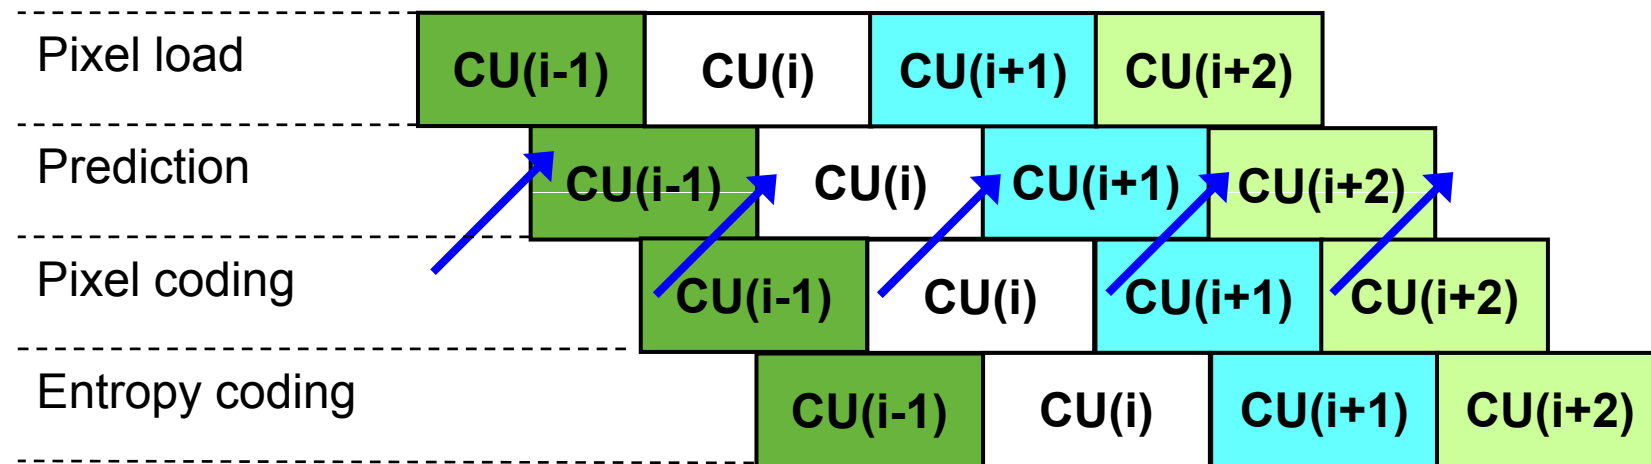 Pixel load CU(i-1) CU(i) CU(i+1) CU(i+2)
Prediction CU(i-1) CU(i) CU(i+1) CU(i+2)
Pixel coding CU(i-1) CU(i) CU(i+1) CU(i+2)
Entropy coding CU(i-1) CU(i) CU(i+1) CU(i+2)